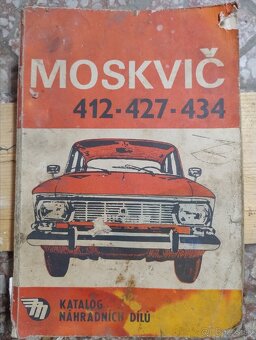 MOSKVIČ
412-427-434
KATALOG
NÁHRADNÍCH DÍLŮ